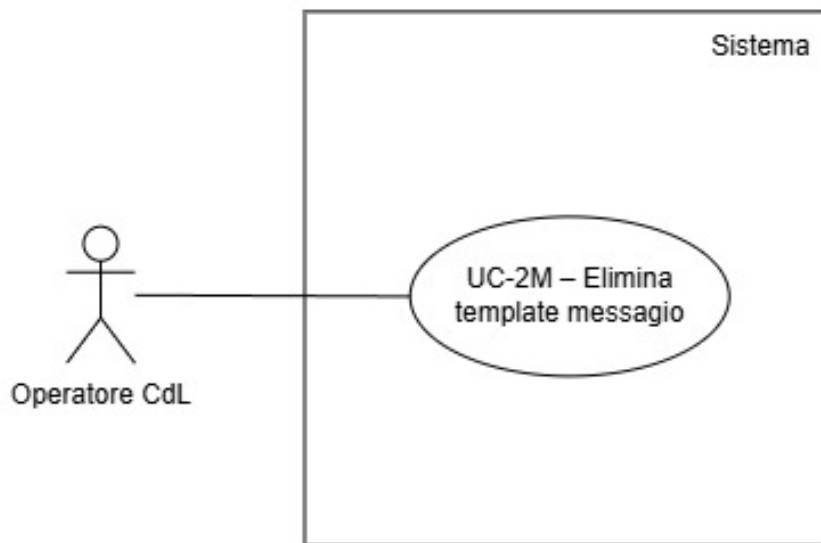 Sistema
UC-2M – Elimina
template messagio
Operatore CdL